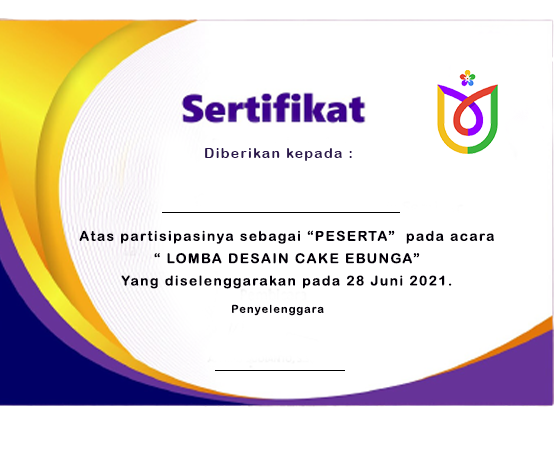 Sertifikat
Diberikan kepada :
Atas partisipasinya sebagai “PESERTA” pada acara
“ LOMBA DESAIN CAKE EBUNGA”
Yang diselenggarakan pada 28 Juni 2021.
Penyelenggara